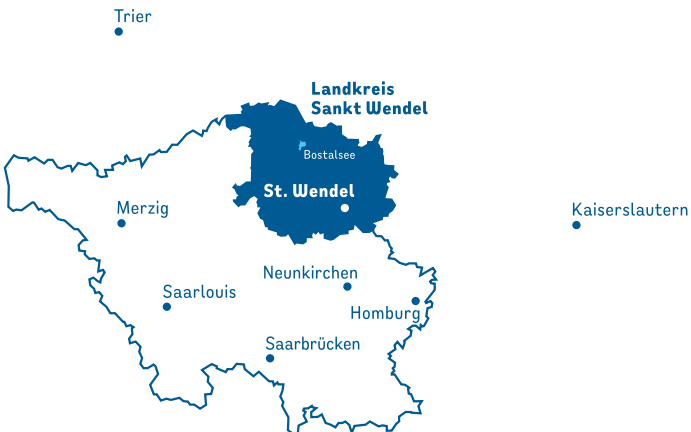 Trier
Landkreis
Sankt Wendel
Bostalsee
St. Wendel
Merzig
Kaiserslautern
Neunkirchen
Saarlouis
Homburg
Saarbrücken